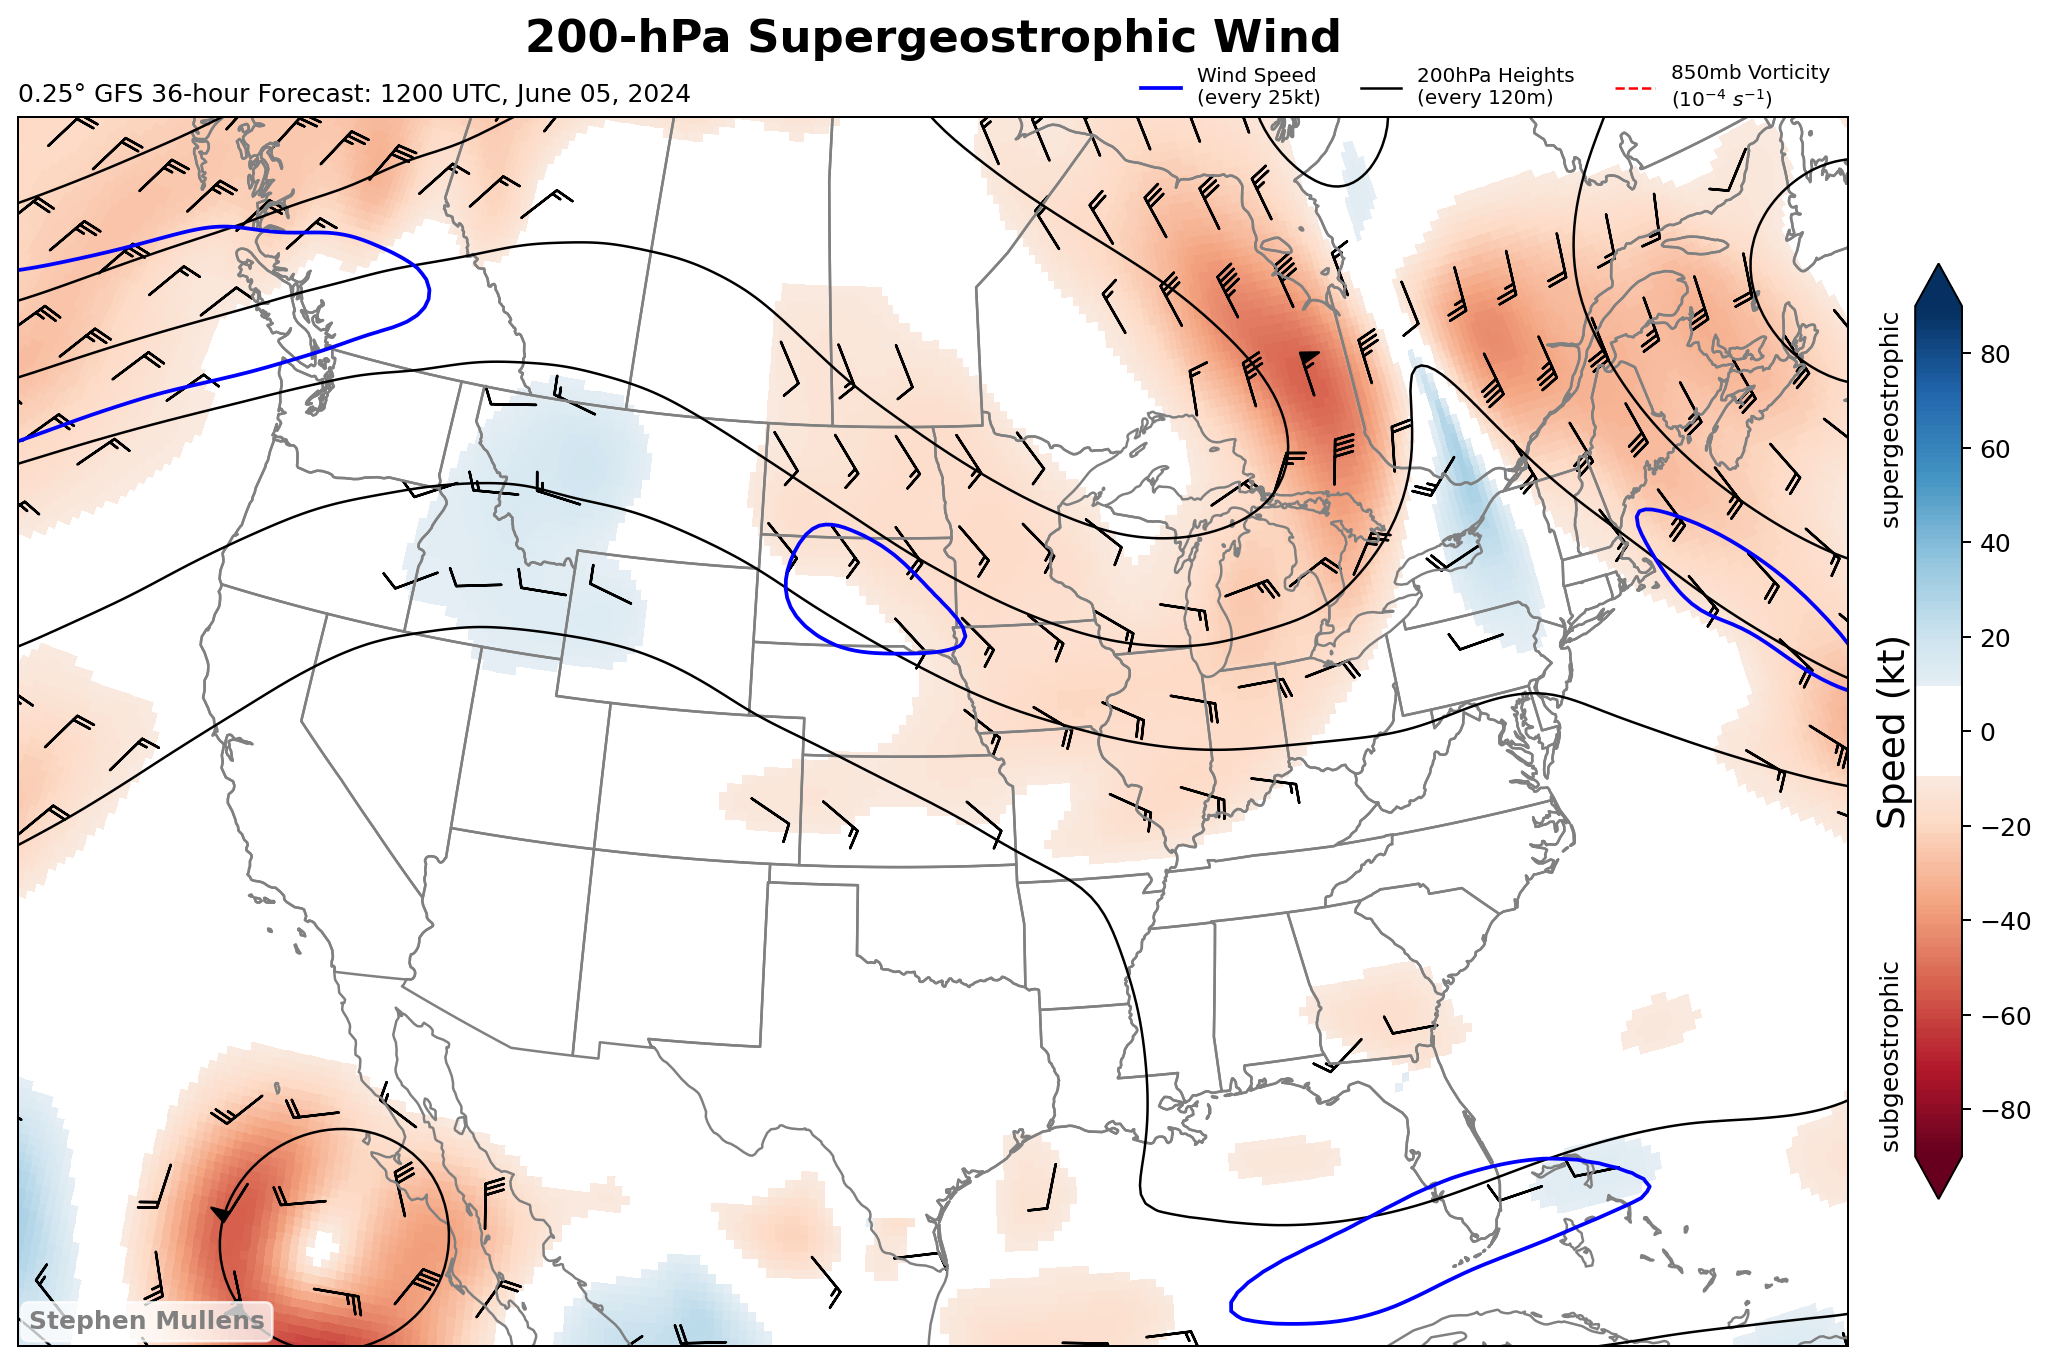 200-hPa Supergeostrophic Wind
0.25° GFS 36-hour Forecast: 1200 UTC, June 05, 2024
Wind Speed
(every 25kt)
200hPa Heights
(every 120m)
850mb Vorticity
(10⁻⁴ s⁻¹)
supergeostrophic
Speed (kt)
subgeostrophic
80
60
40
20
0
−20
−40
−60
−80
Stephen Mullens